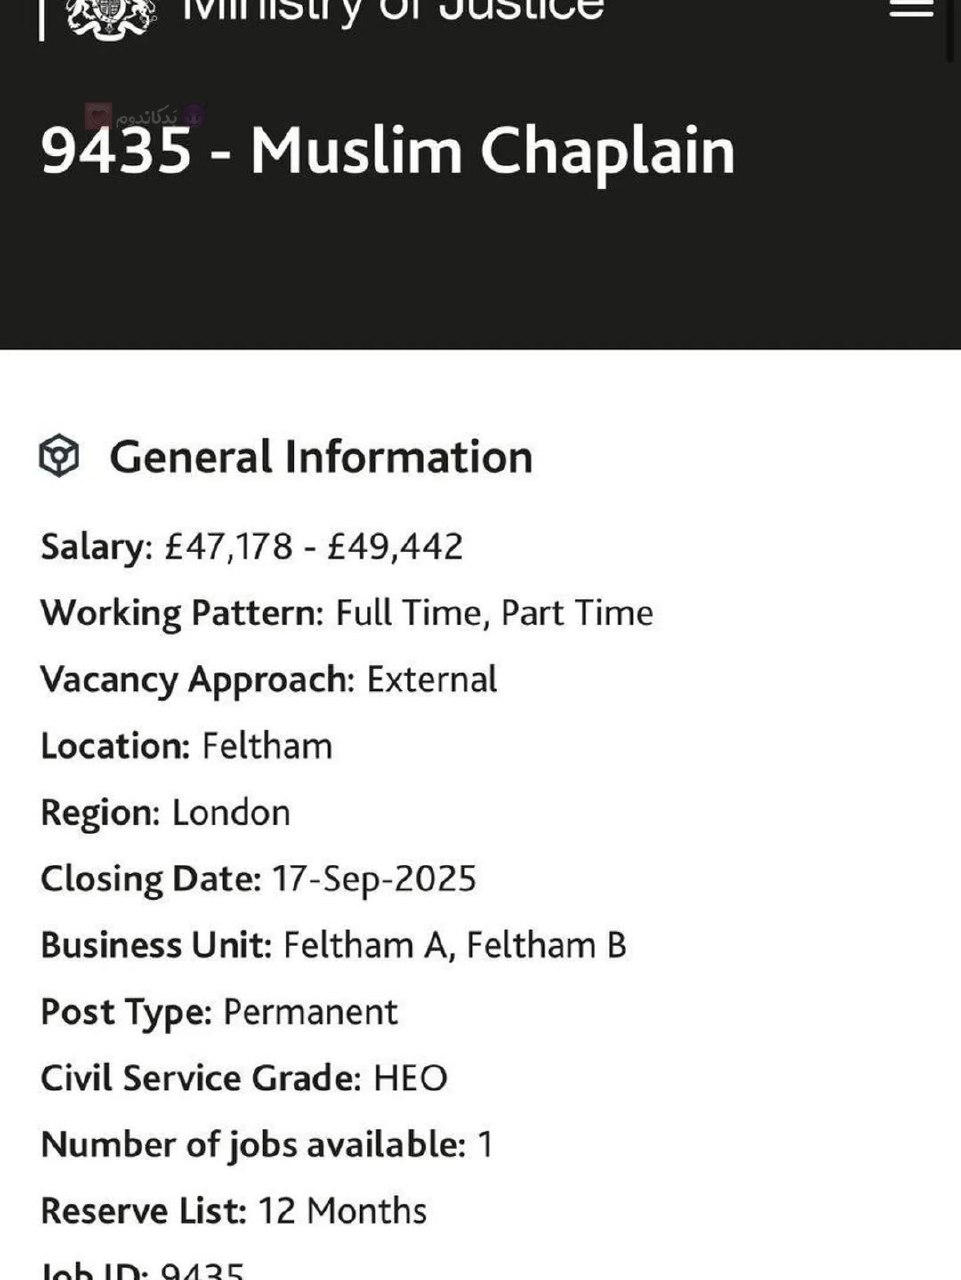 Ministry of Justice
بَدکاندوم
9435 - Muslim Chaplain
General Information
Salary: £47,178 - £49,442
Working Pattern: Full Time, Part Time
Vacancy Approach: External
Location: Feltham
Region: London
Closing Date: 17-Sep-2025
Business Unit: Feltham A, Feltham B
Post Type: Permanent
Civil Service Grade: HEO
Number of jobs available: 1
Reserve List: 12 Months
Job ID: 9435